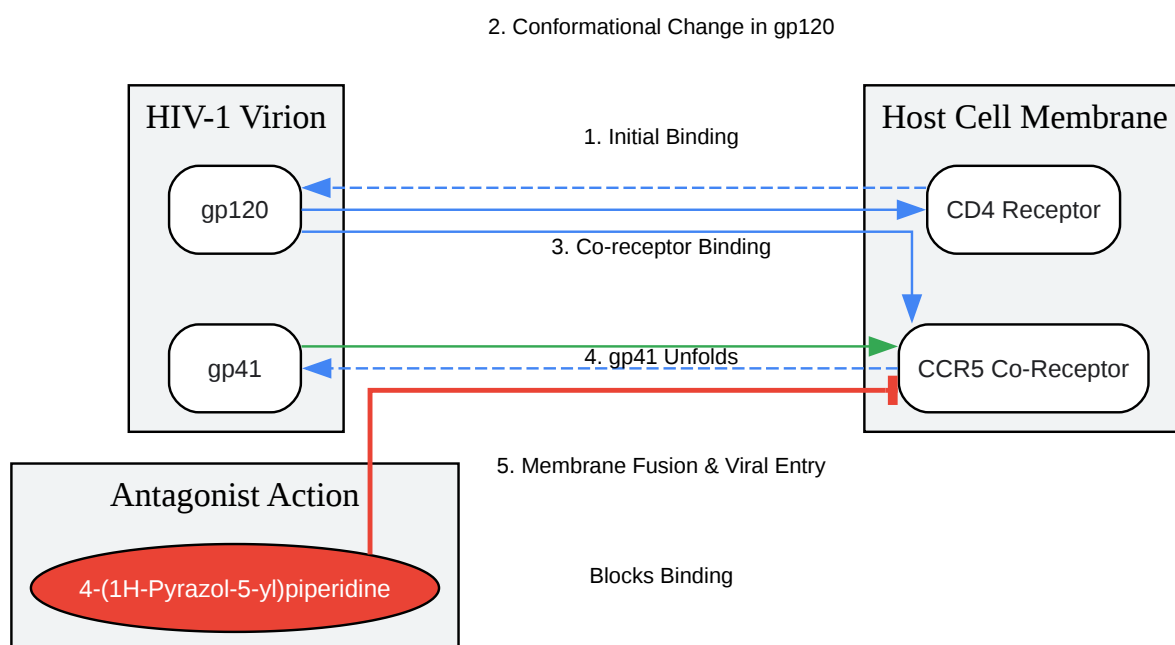 2. Conformational Change in gp120
HIV-1 Virion
Host Cell Membrane
1. Initial Binding
gp120
CD4 Receptor
3. Co-receptor Binding
gp41
4. gp41 Unfolds
CCR5 Co-Receptor
5. Membrane Fusion & Viral Entry
Antagonist Action
4-(1H-Pyrazol-5-yl)piperidine
Blocks Binding